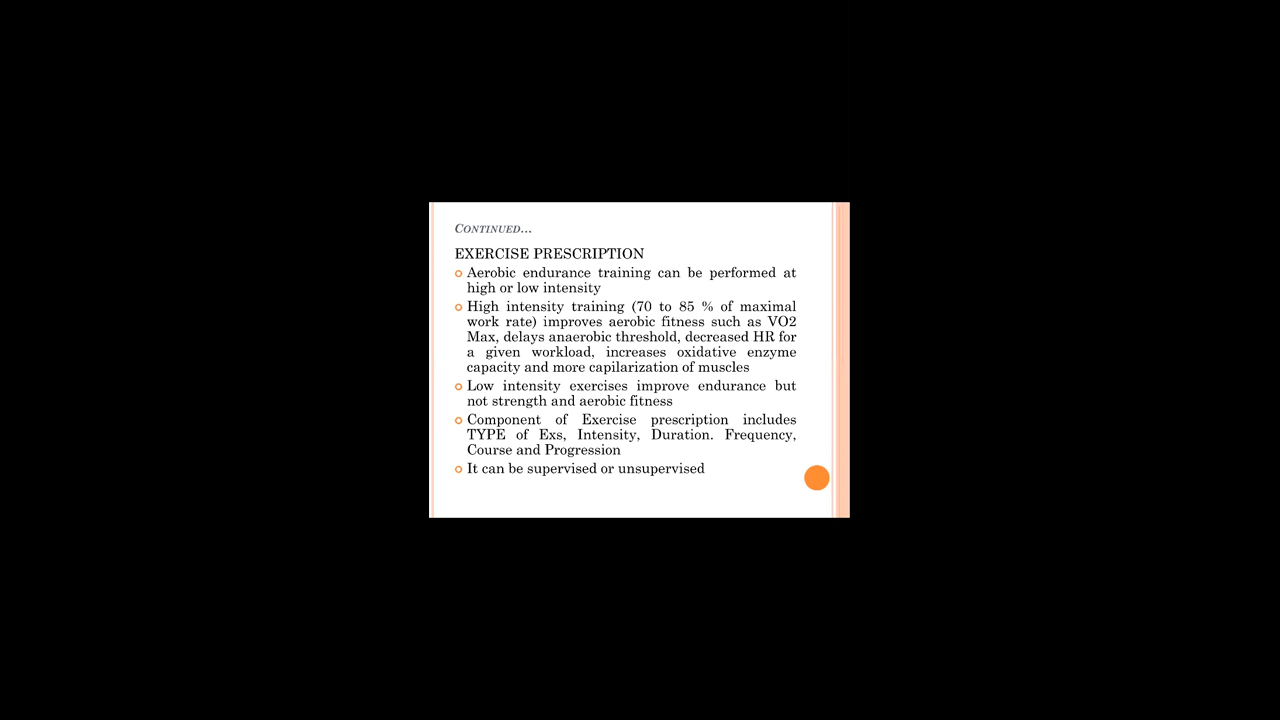 CONTINUED...
EXERCISE PRESCRIPTION
Aerobic endurance training can be performed at
high or low intensity
High intensity training (70 to 85 % of maximal
work rate) improves aerobic fitness such as VO2
Max, delays anaerobic threshold, decreased HR for
a given workload, increases oxidative enzyme
capacity and more capilarization of muscles
Low intensity exercises improve endurance but
not strength and aerobic fitness
Component of Exercise prescription includes
TYPE of Exs, Intensity, Duration. Frequency,
Course and Progression
It can be supervised or unsupervised